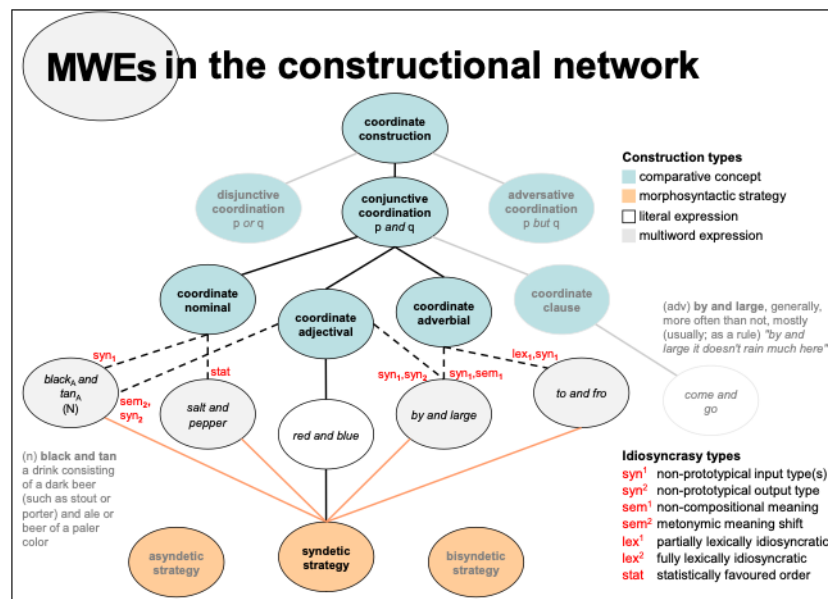 MWEs in the constructional network
coordinate
construction
disjunctive
coordination
p or q
conjunctive
coordination
p and q
adversative
coordination
p but q
Construction types
comparative concept
morphosyntactic strategy
literal expression
multiword expression
coordinate
nominal
coordinate
adjectival
coordinate
adverbial
coordinate
clause
(adv) by and large, generally,
more often than not, mostly
(usually; as a rule) "by and
large it doesn't rain much here"
syn₁
stat
sem₂,
syn₂
syn₁,syn₂
syn₁,sem₁
lex₁,syn₁
black_A and
tan_A
(N)
salt and
pepper
red and blue
by and large
to and fro
come and
go
(n) black and tan
a drink consisting
of a dark beer
(such as stout or
porter) and ale or
beer of a paler
color
Idiosyncrasy types
syn¹ non-prototypical input type(s)
syn² non-prototypical output type
sem¹ non-compositional meaning
sem² metonymic meaning shift
lex¹ partially lexically idiosyncratic
lex² fully lexically idiosyncratic
stat statistically favoured order
asyndetic
strategy
syndetic
strategy
bisyndetic
strategy